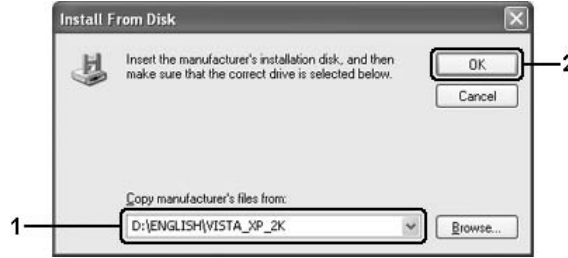 Install From Disk
Insert the manufacturer's installation disk, and then
make sure that the correct drive is selected below.
OK
2
Cancel
Copy manufacturer's files from:
1
D:\ENGLISH\VISTA_XP_2K
Browse...